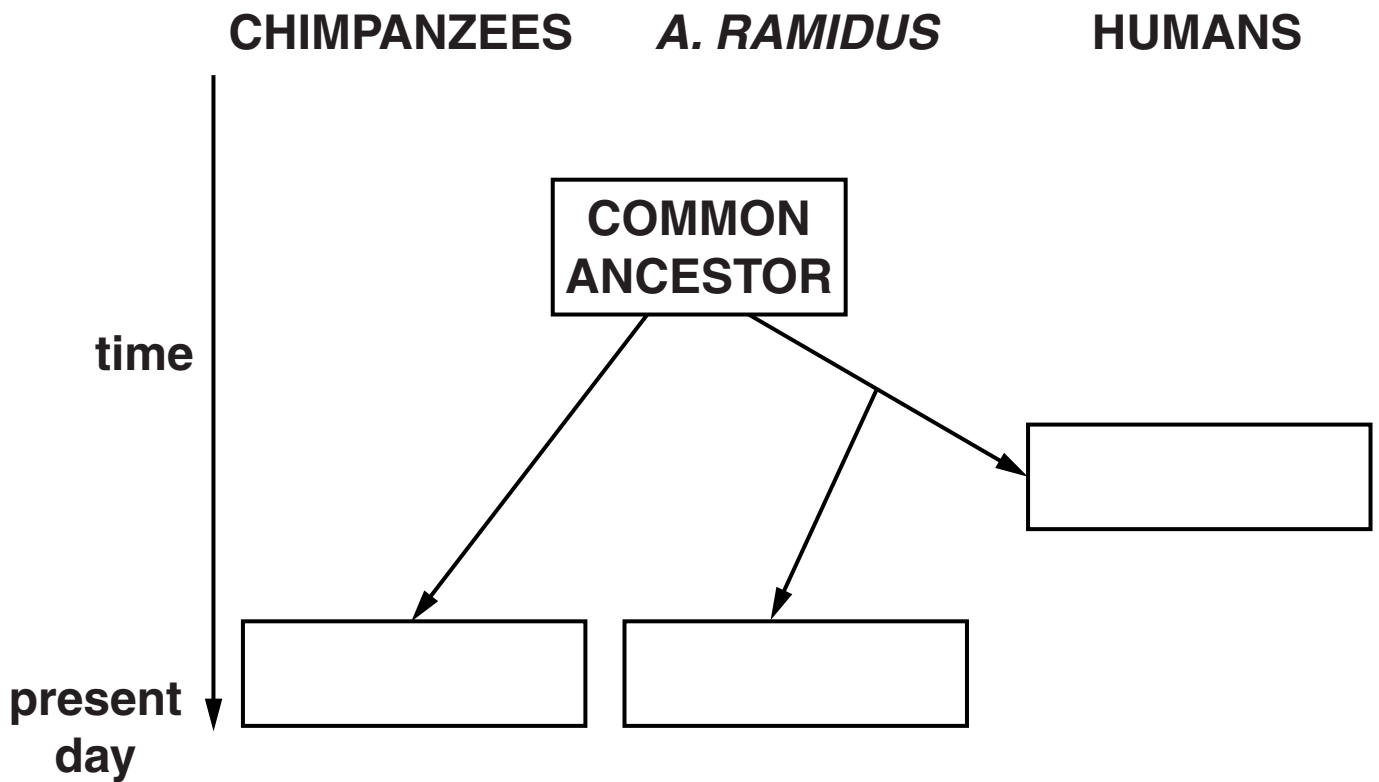 CHIMPANZEES A. RAMIDUS HUMANS
COMMON
ANCESTOR
time
present
day